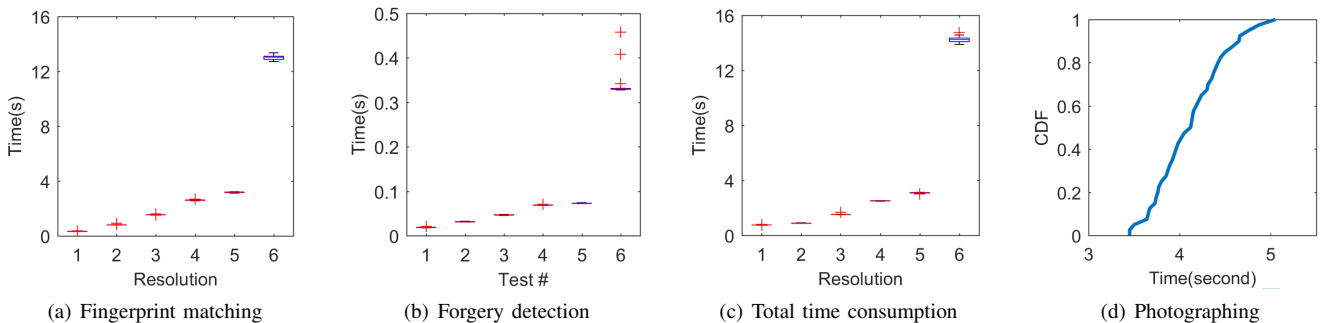 16
12
8
4
0
Time(s)
1 2 3 4 5 6
Resolution
(a) Fingerprint matching
0.5
0.4
0.3
0.2
0.1
0
Time(s)
1 2 3 4 5 6
Test #
(b) Forgery detection
16
12
8
4
0
Time(s)
1 2 3 4 5 6
Resolution
(c) Total time consumption
1
0.8
0.6
0.4
0.2
0
CDF
3 4 5
Time(second)
(d) Photographing